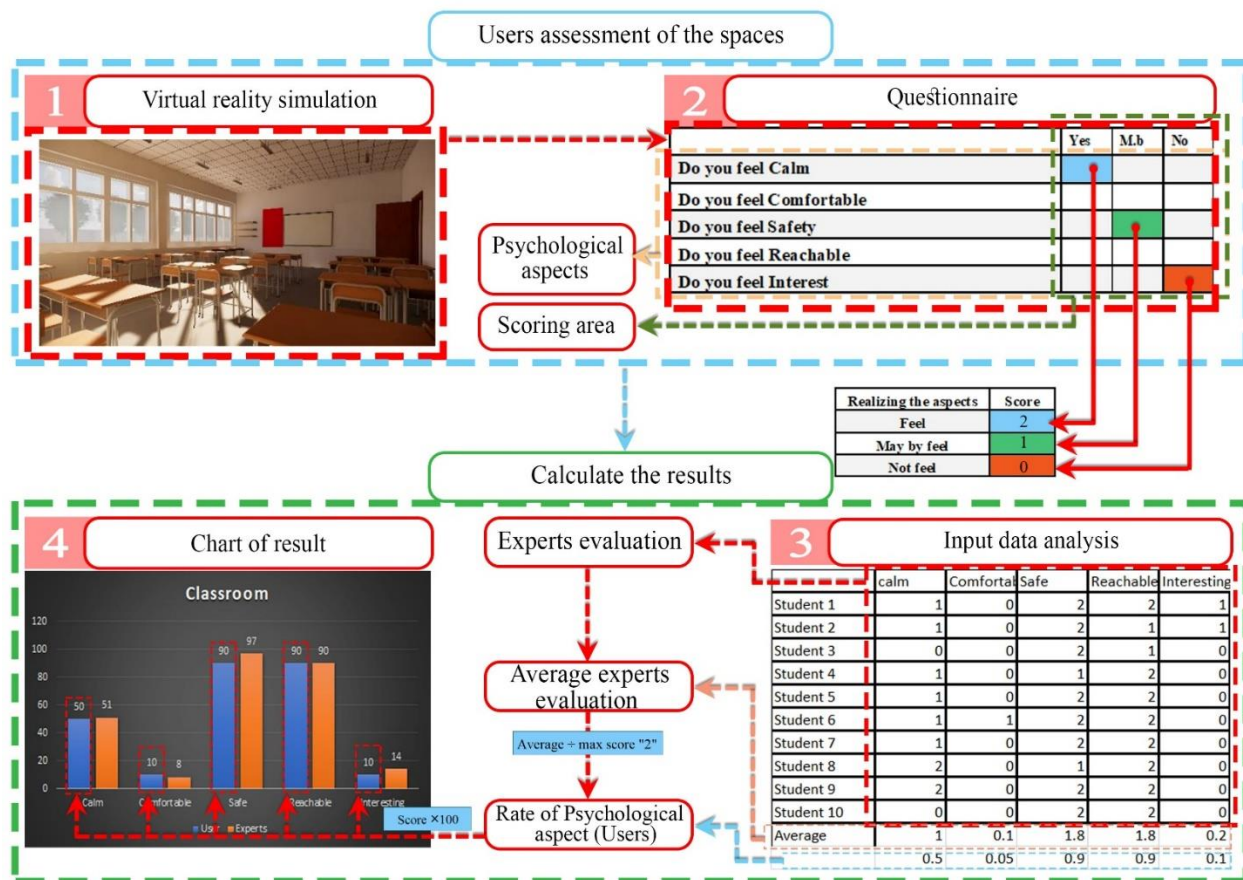 Users assessment of the spaces
1
Virtual reality simulation
2
Questionnaire
Yes M.b No
Do you feel Calm
Do you feel Comfortable
Do you feel Safety
Do you feel Reachable
Do you feel Interest
Psychological
aspects
Scoring area
Realizing the aspects Score
Feel 2
May by feel 1
Not feel 0
Calculate the results
4
Chart of result
Classroom
120
100
80
60
40
20
0
50 51
10 8
90 97
90 90
10 14
Calm Comfortable Safe Reachable Interesting
User Experts
Experts evaluation
Average experts
evaluation
Average ÷ max score "2"
Rate of Psychological
aspect (Users)
Score ×100
3
Input data analysis
calm Comfortal Safe Reachable Interesting
Student 1 1 0 2 2 1
Student 2 1 0 2 1 1
Student 3 0 0 2 1 0
Student 4 1 0 1 2 0
Student 5 1 0 2 2 0
Student 6 1 1 2 2 0
Student 7 1 0 2 2 0
Student 8 2 0 1 2 0
Student 9 2 0 2 2 0
Student 10 0 0 2 2 0
Average 1 0.1 1.8 1.8 0.2
0.5 0.05 0.9 0.9 0.1